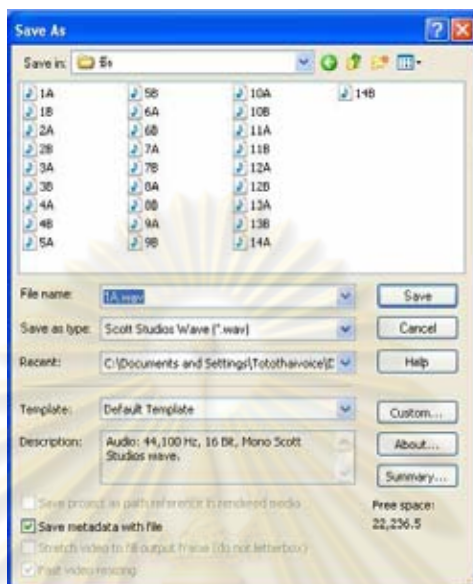 Save As
Save in:
1A 5B 10A 14B
1B 6A 10B
2A 6B 11A
2B 7A 11B
3A 7B 12A
3B 8A 12B
4A 8B 13A
4B 9A 13B
5A 9B 14A
File name: 1A.wav Save
Save as type: Scott Studios Wave (*.wav) Cancel
Recent: C:\Documents and Settings\Totothaivoice\D Help
Template: Default Template Custom...
Description: Audio: 44,100 Hz, 16 Bit, Mono Scott
Studios wave.
About...
Summary...
Save project as path reference in rendered media
Free space:
Save metadata with file 22,236.5
Stretch video to fill output frame (do not letterbox)
Fast video resizing